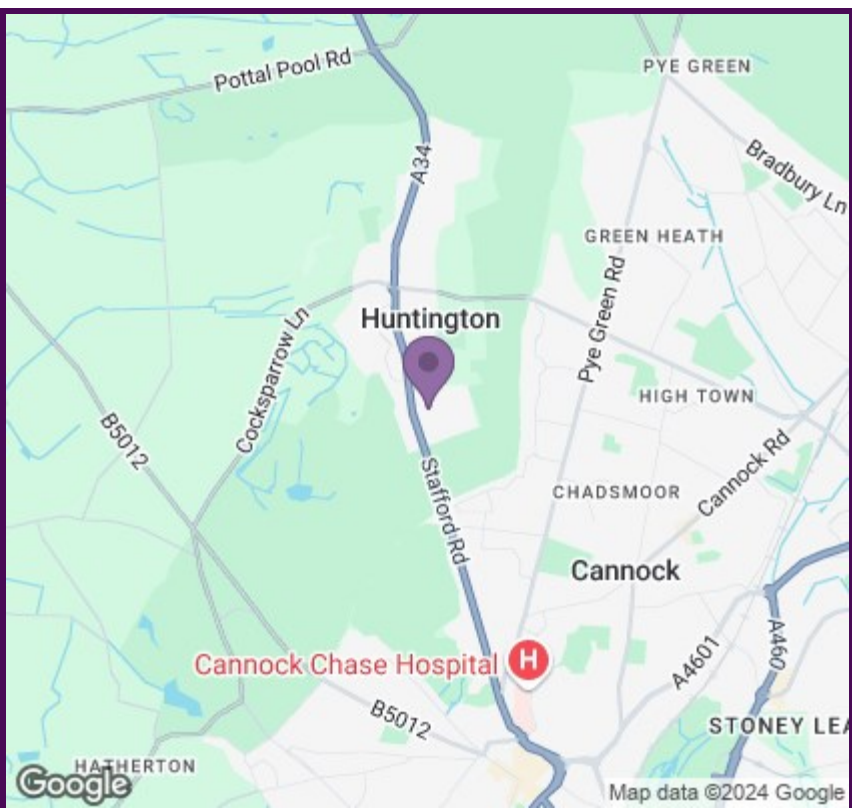 Pottal Pool Rd
PYE GREEN
A34
Bradbury Ln
GREEN HEATH
Pye Green Rd
Huntington
Cocksparrow Ln
HIGH TOWN
B5012
Cannock Rd
CHADSMOOR
Stafford Rd
Cannock
A4601
A460
Cannock Chase Hospital
H
B5012
STONEY LEA
HATHERTON
Google
Map data ©2024 Google